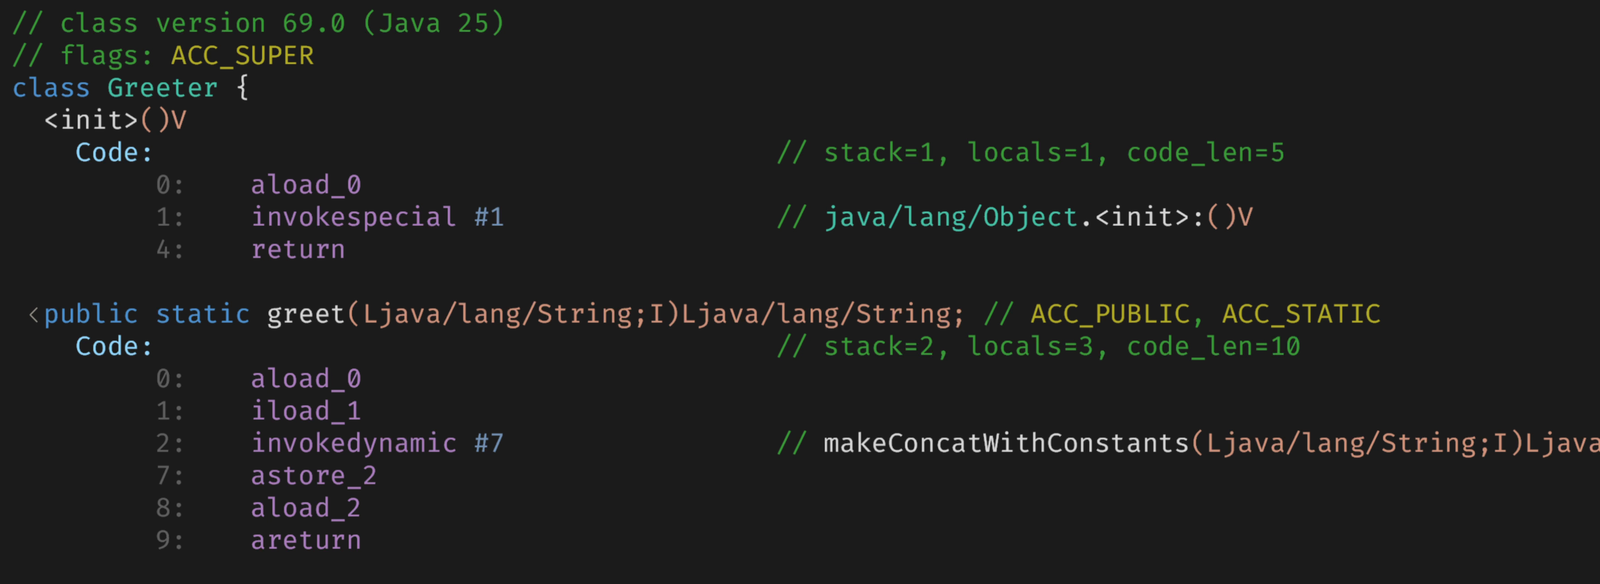 // class version 69.0 (Java 25)
// flags: ACC_SUPER
class Greeter {
<init>()V
Code: // stack=1, locals=1, code_len=5
0: aload_0
1: invokespecial #1 // java/lang/Object.<init>:()V
4: return
<public static greet(Ljava/lang/String;I)Ljava/lang/String; // ACC_PUBLIC, ACC_STATIC
Code: // stack=2, locals=3, code_len=10
0: aload_0
1: iload_1
2: invokedynamic #7 // makeConcatWithConstants(Ljava/lang/String;I)Ljava
7: astore_2
8: aload_2
9: areturn